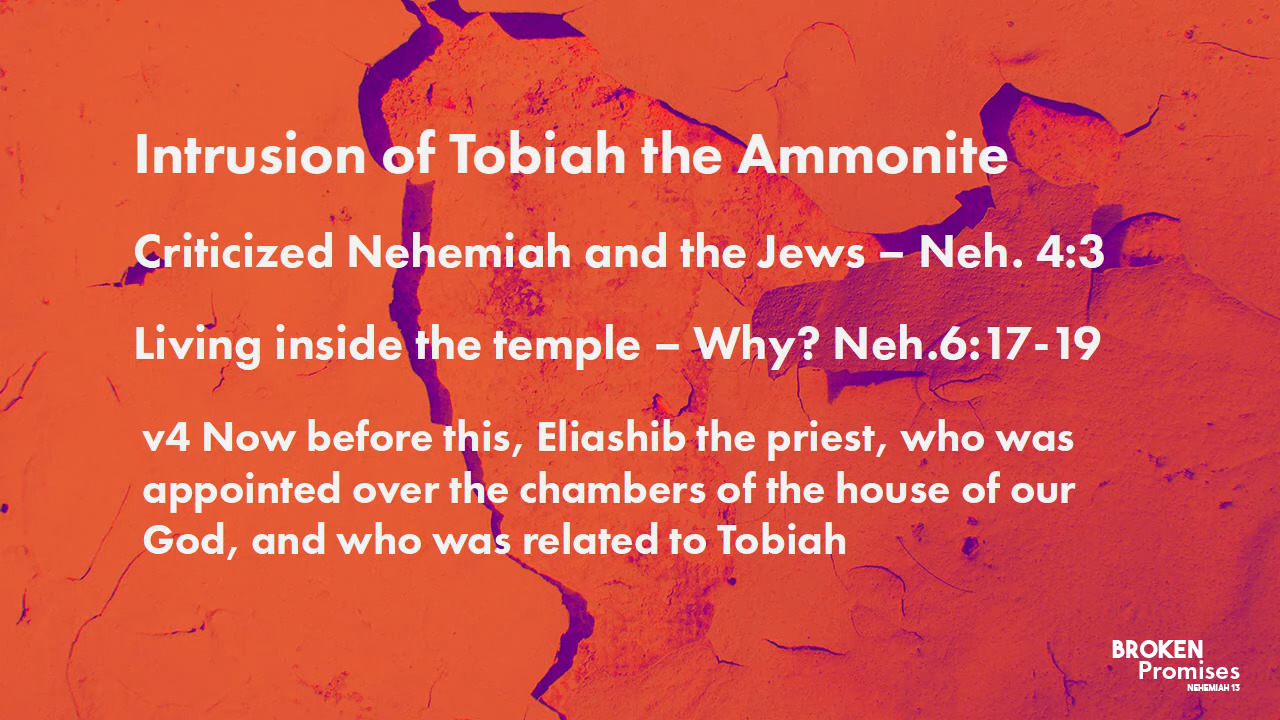 Intrusion of Tobiah the Ammonite
Criticized Nehemiah and the Jews – Neh. 4:3
Living inside the temple – Why? Neh.6:17-19
v4 Now before this, Eliashib the priest, who was
appointed over the chambers of the house of our
God, and who was related to Tobiah
BROKEN
Promises
NEHEMIAH 13